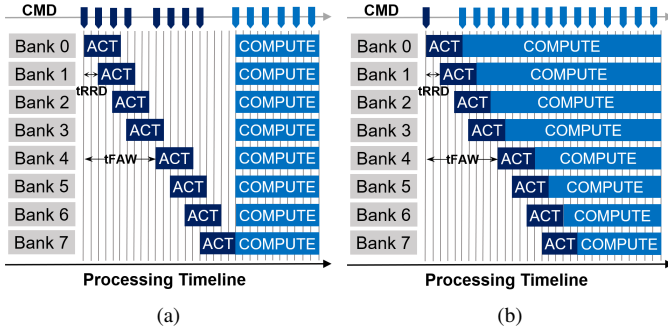 CMD
Bank 0 ACT COMPUTE
Bank 1 ACT COMPUTE
tRRD
Bank 2 ACT COMPUTE
Bank 3 ACT COMPUTE
Bank 4 tFAW ACT COMPUTE
Bank 5 ACT COMPUTE
Bank 6 ACT COMPUTE
Bank 7 ACT COMPUTE
Processing Timeline
(a)
CMD
Bank 0 ACT COMPUTE
Bank 1 ACT COMPUTE
tRRD
Bank 2 ACT COMPUTE
Bank 3 ACT COMPUTE
Bank 4 tFAW ACT COMPUTE
Bank 5 ACT COMPUTE
Bank 6 ACT COMPUTE
Bank 7 ACT COMPUTE
Processing Timeline
(b)